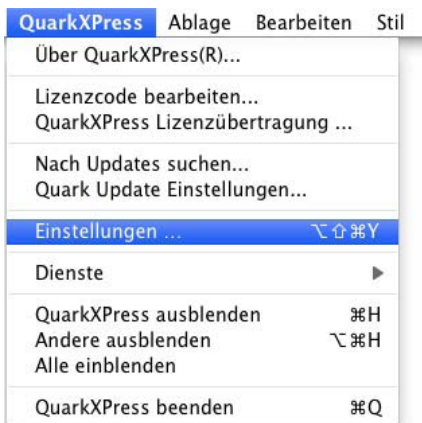 QuarkXPress Ablage Bearbeiten Stil
Über QuarkXPress(R)...
Lizenzcode bearbeiten...
QuarkXPress Lizenzübertragung ...
Nach Updates suchen...
Quark Update Einstellungen...
Einstellungen ... ⌥⇧⌘Y
Dienste ▶
QuarkXPress ausblenden ⌘H
Andere ausblenden ⌥⌘H
Alle einblenden
QuarkXPress beenden ⌘Q